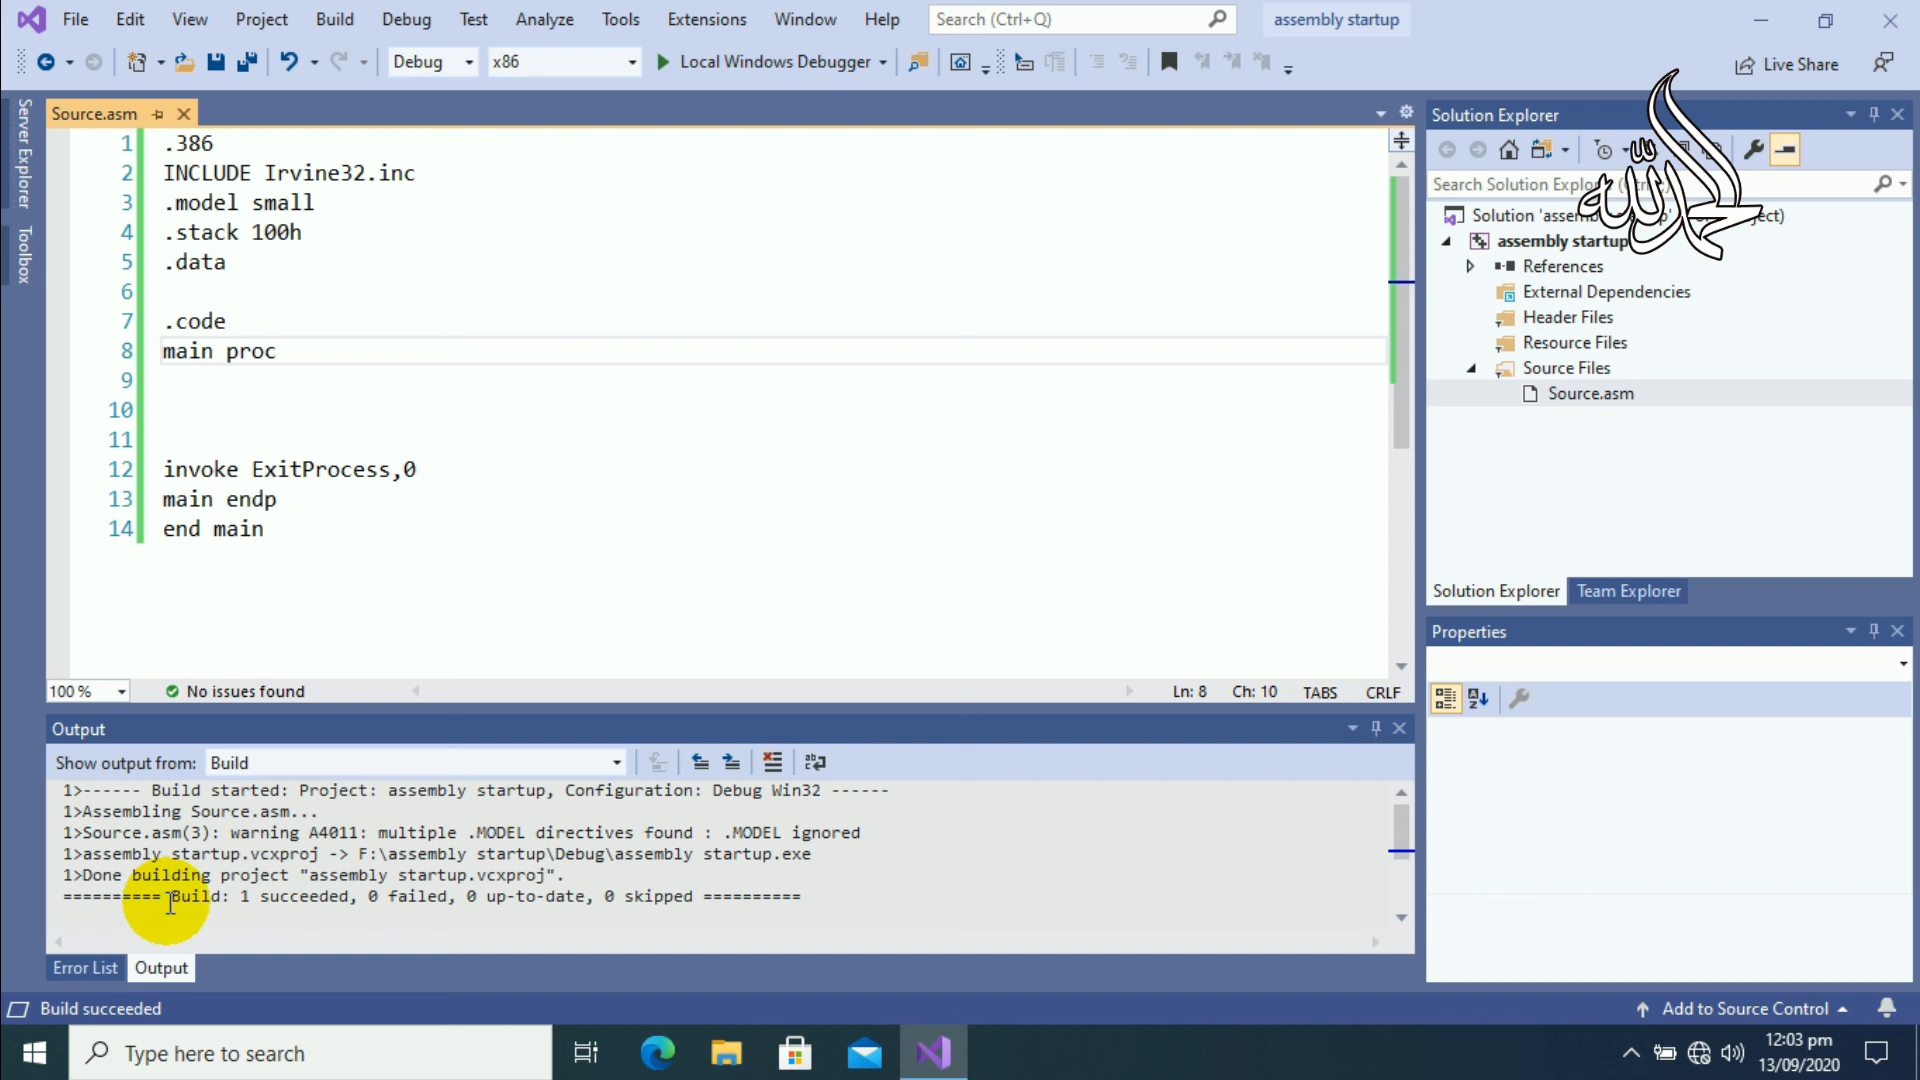 File Edit View Project Build Debug Test Analyze Tools Extensions Window Help Search (Ctrl+Q) assembly startup
Debug x86 Local Windows Debugger Live Share
Server Explorer
Toolbox
Source.asm
1 .386
2 INCLUDE Irvine32.inc
3 .model small
4 .stack 100h
5 .data
6
7 .code
8 main proc
9
10
11
12 invoke ExitProcess,0
13 main endp
14 end main
100 % No issues found Ln: 8 Ch: 10 TABS CRLF
Output
Show output from: Build
1>------ Build started: Project: assembly startup, Configuration: Debug Win32 ------
1>Assembling Source.asm...
1>Source.asm(3): warning A4011: multiple .MODEL directives found : .MODEL ignored
1>assembly startup.vcxproj -> F:\assembly startup\Debug\assembly startup.exe
1>Done building project "assembly startup.vcxproj".
========== Build: 1 succeeded, 0 failed, 0 up-to-date, 0 skipped ==========
Error List Output
Solution Explorer
Search Solution
الحمد لله
Solution
assembly startup
References
External Dependencies
Header Files
Resource Files
Source Files
Source.asm
Solution Explorer Team Explorer
Properties
Build succeeded Add to Source Control
Type here to search
12:03 pm
13/09/2020